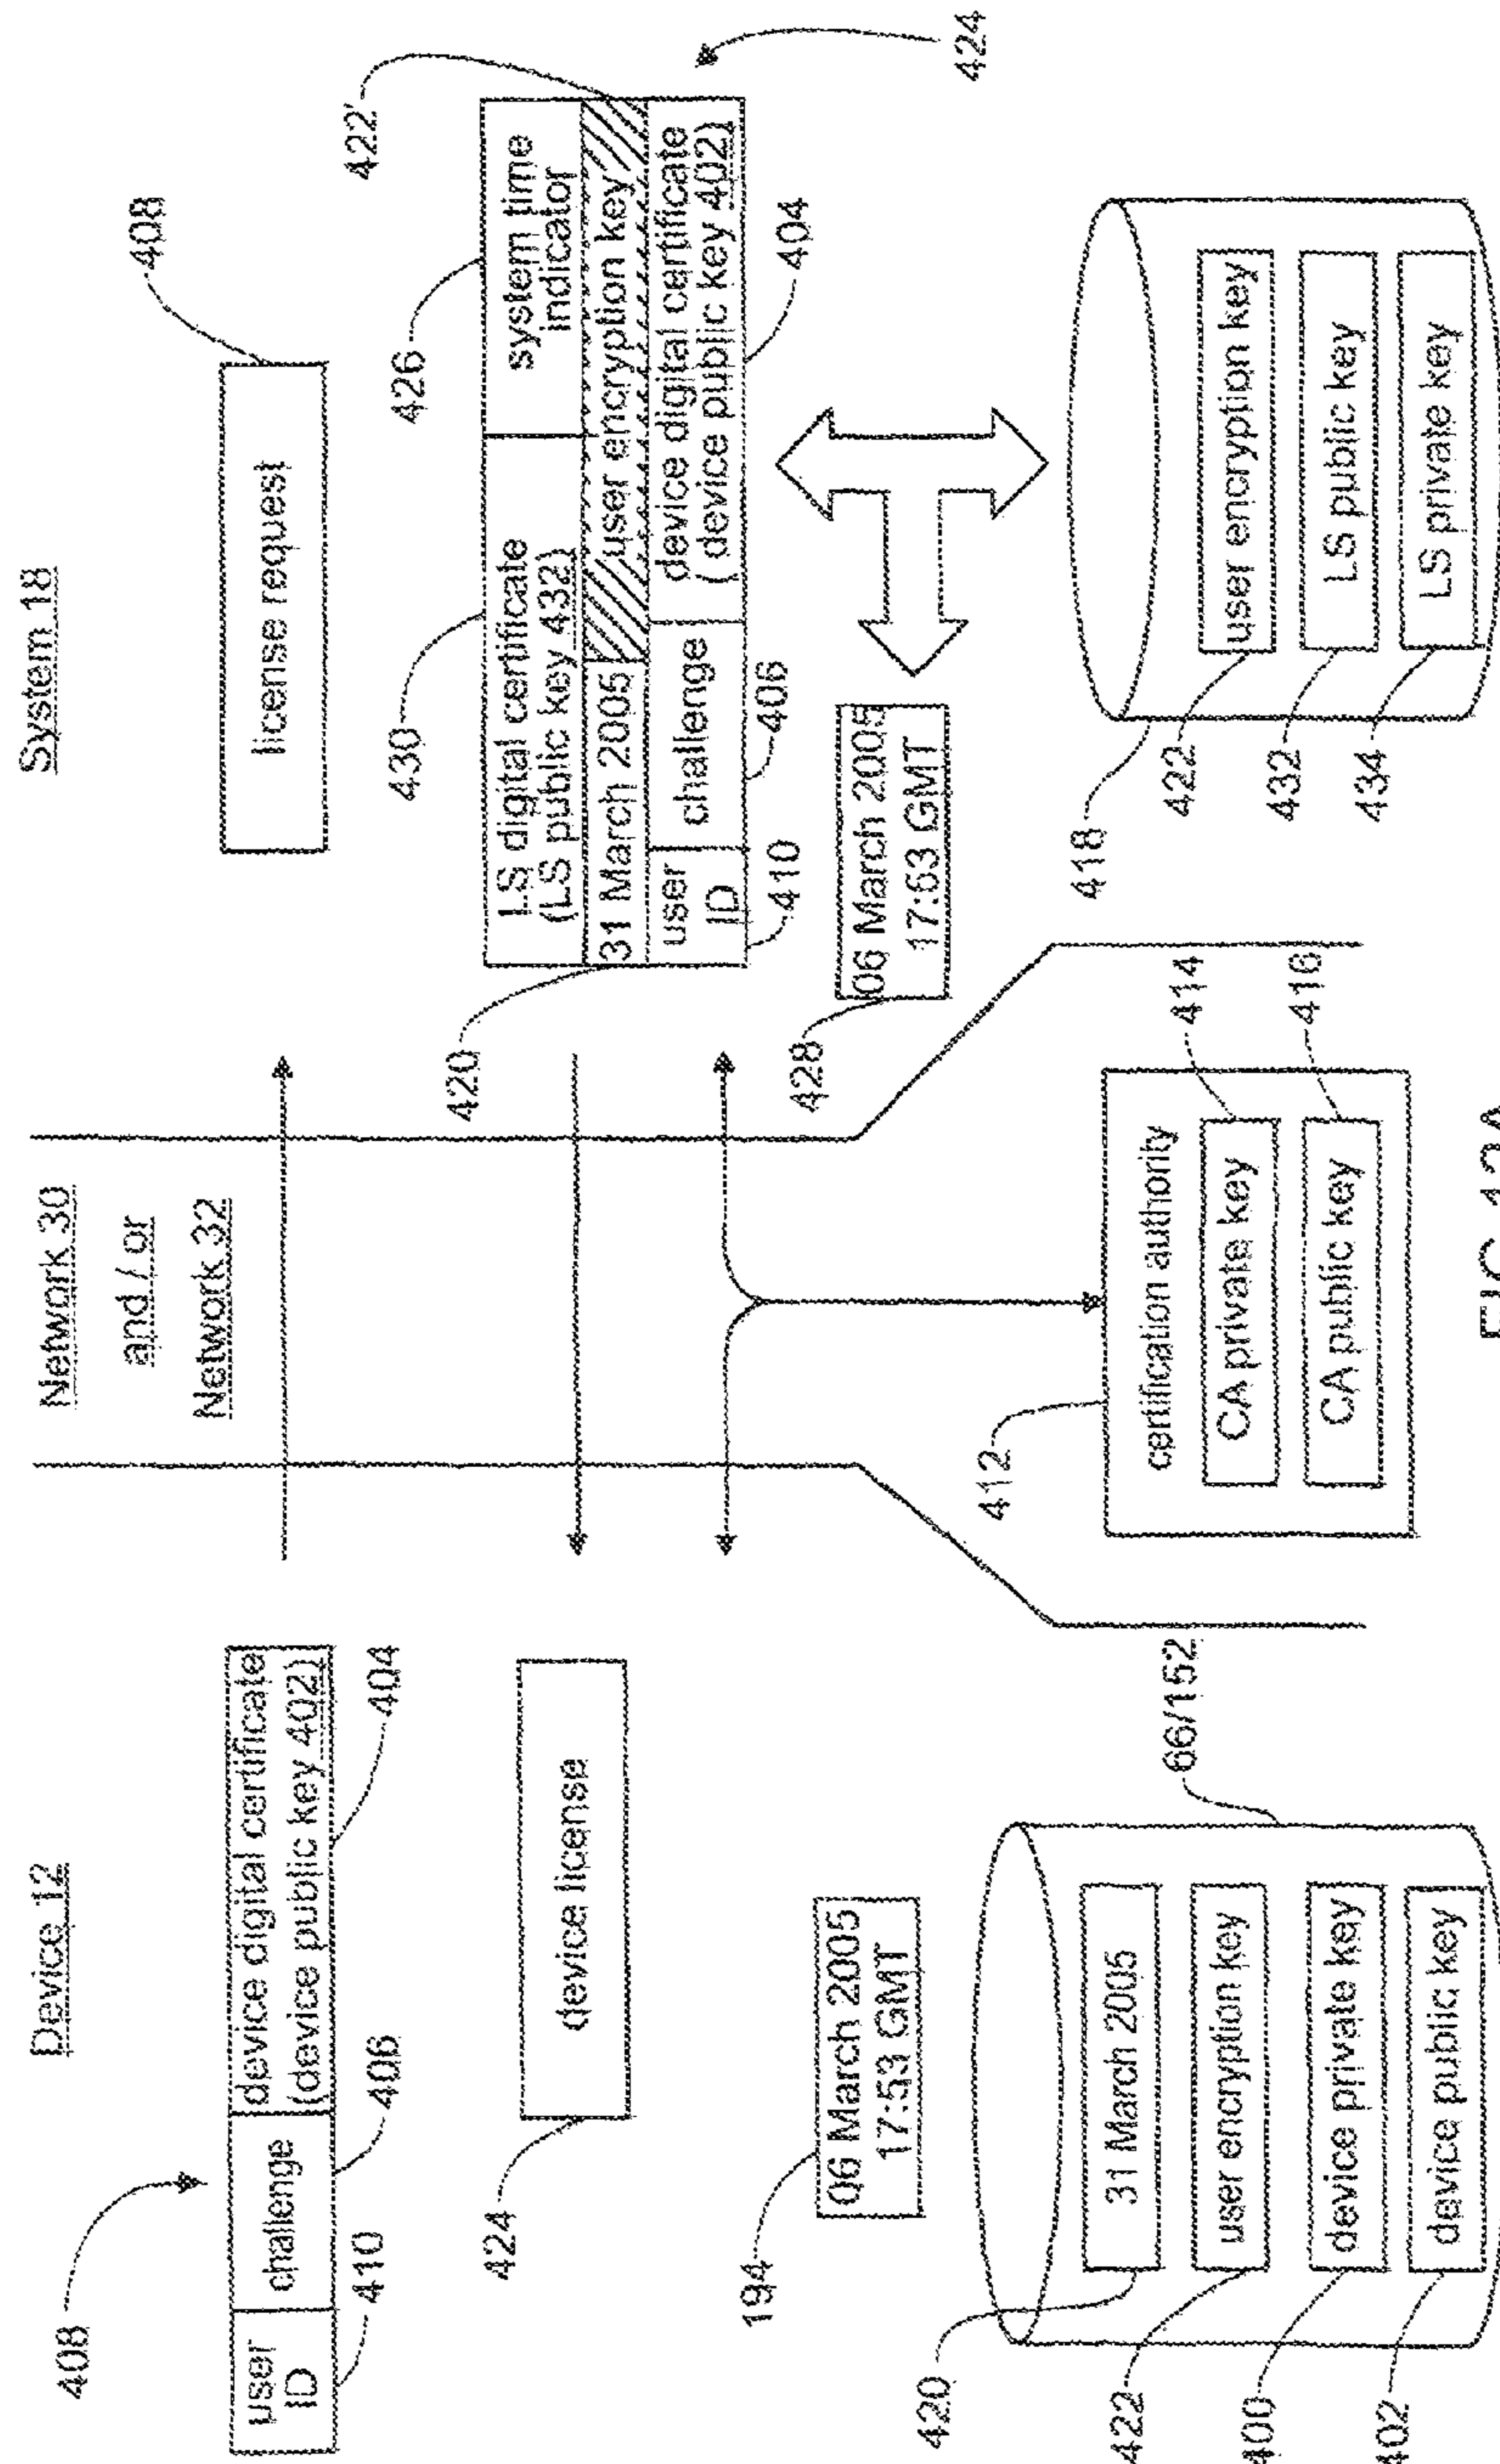 Device 12
Network 30
and / or
Network 32
System 18
408
user
ID
challenge
device digital certificate
(device public key 402)
410
406
404
license request
408
424
device license
430
426
422'
LS digital certificate
(LS public key 432)
system time
indicator
31 March 2005
user encryption key
user
ID
challenge
device digital certificate
(device public key 402)
420
410
406
404
424
194
06 March 2005
17:53 GMT
428
06 March 2005
17:53 GMT
66/152
420
31 March 2005
422
user encryption key
400
device private key
402
device public key
412
certification authority
CA private key
414
CA public key
416
418
user encryption key
422
LS public key
432
LS private key
434